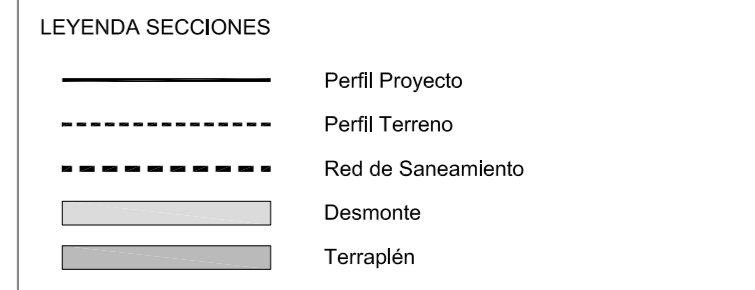 LEYENDA SECCIONES
Perfil Proyecto
Perfil Terreno
Red de Saneamiento
Desmonte
Terraplén